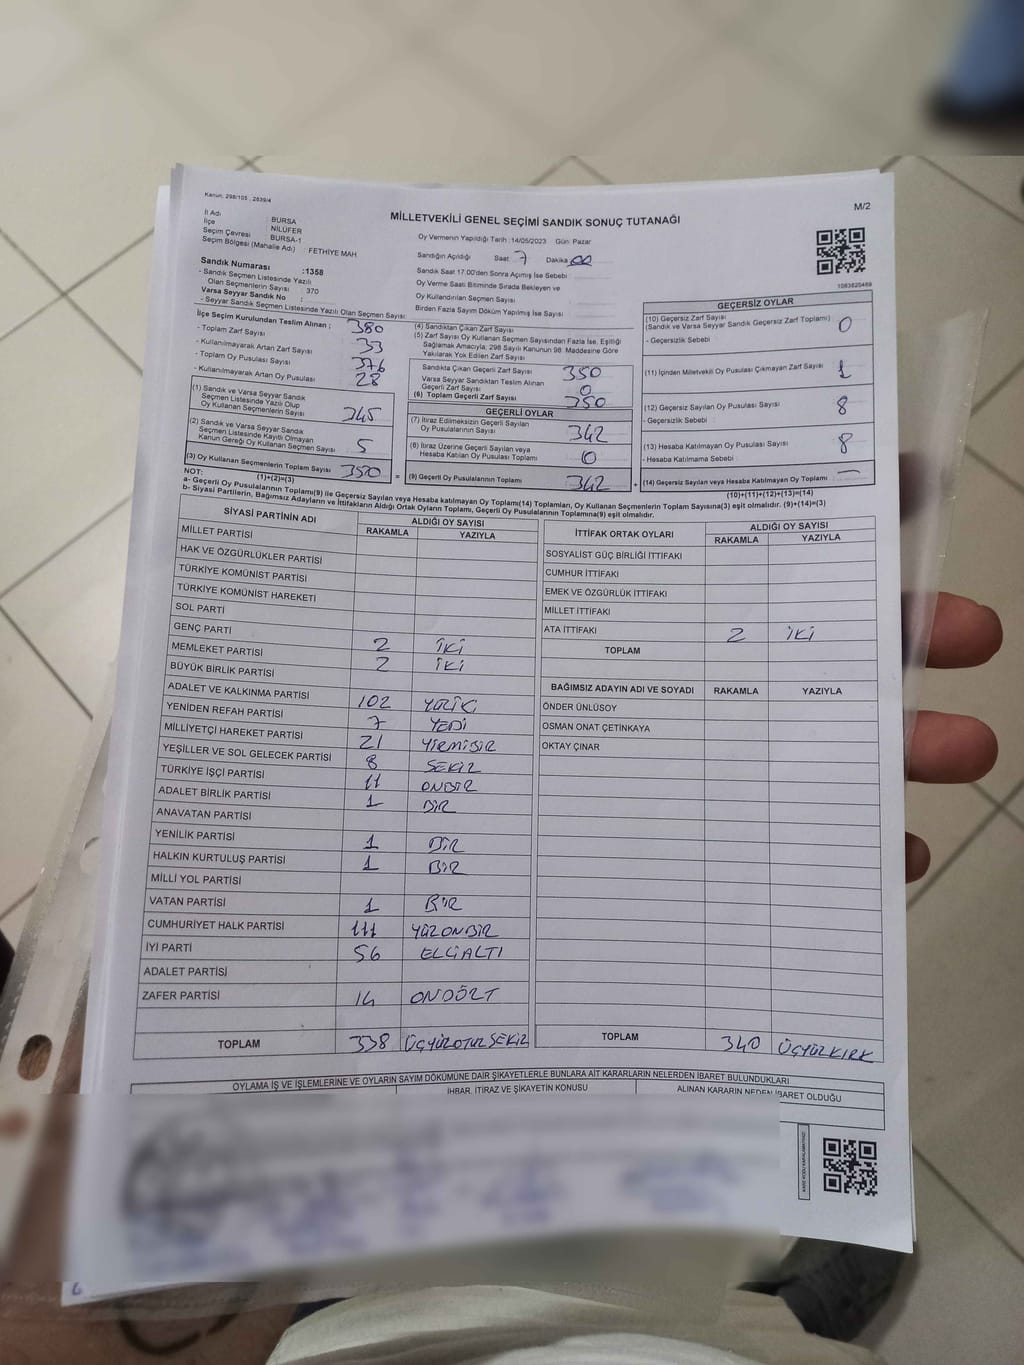 Kanun: 298/105 , 2839/4
MİLLETVEKİLİ GENEL SEÇİMİ SANDIK SONUÇ TUTANAĞI
M/2
İl Adı : BURSA
İlçe : NİLÜFER
Seçim Çevresi : BURSA-1
Seçim Bölgesi (Mahalle Adı) : FETHİYE MAH
Sandık Numarası :1358
- Sandık Seçmen Listesinde Yazılı
Olan Seçmenlerin Sayısı : 370
Varsa Seyyar Sandık No :
- Seyyar Sandık Seçmen Listesinde Yazılı Olan Seçmen Sayısı:
Oy Vermenin Yapıldığı Tarih :14/05/2023 Gün: Pazar
Sandığın Açıldığı Saat 7 Dakika 00
Sandık Saat 17.00'den Sonra Açılmış İse Sebebi :
Oy Verme Saati Bitiminde Sırada Bekleyen ve
Oy Kullandırılan Seçmen Sayısı :
Birden Fazla Sayım Döküm Yapılmış İse Sayısı :
1083820469
İlçe Seçim Kurulundan Teslim Alınan ;
- Toplam Zarf Sayısı : 380
- Kullanılmayarak Artan Zarf Sayısı : 33
- Toplam Oy Pusulası Sayısı : 376
- Kullanılmayarak Artan Oy Pusulası : 28
(1) Sandık ve Varsa Seyyar Sandık
Seçmen Listesinde Yazılı Olup
Oy Kullanan Seçmenlerin Sayısı : 345
(2) Sandık ve Varsa Seyyar Sandık
Seçmen Listesinde Kayıtlı Olmayan
Kanun Gereği Oy Kullanan Seçmen Sayısı : 5
(3) Oy Kullanan Seçmenlerin Toplam Sayısı : 350
(1)+(2)=(3)
(4) Sandıktan Çıkan Zarf Sayısı :
(5) Zarf Sayısı Oy Kullanan Seçmen Sayısından Fazla İse, Eşitliği
Sağlamak Amacıyla; 298 Sayılı Kanunun 98. Maddesine Göre
Yakılarak Yok Edilen Zarf Sayısı
Sandıkta Çıkan Geçerli Zarf Sayısı : 350
Varsa Seyyar Sandıktan Teslim Alınan
Geçerli Zarf Sayısı : 0
(6) Toplam Geçerli Zarf Sayısı : 350
GEÇERLİ OYLAR
(7) İtiraz Edilmeksizin Geçerli Sayılan
Oy Pusulalarının Sayısı : 342
(8) İtiraz Üzerine Geçerli Sayılan veya
Hesaba Katılan Oy Pusulası Toplamı : 0
= (9) Geçerli Oy Pusulalarının Toplamı : 342
GEÇERSİZ OYLAR
(10) Geçersiz Zarf Sayısı
(Sandık ve Varsa Seyyar Sandık Geçersiz Zarf Toplamı) : 0
- Geçersizlik Sebebi :
(11) İçinden Milletvekili Oy Pusulası Çıkmayan Zarf Sayısı : 1
(12) Geçersiz Sayılan Oy Pusulası Sayısı : 8
- Geçersizlik Sebebi :
(13) Hesaba Katılmayan Oy Pusulası Sayısı : 8
- Hesaba Katılmama Sebebi :
+ (14) Geçersiz Sayılan veya Hesaba Katılmayan Oy Toplamı : —
(10)+(11)+(12)+(13)=(14)
NOT:
a- Geçerli Oy Pusulalarının Toplamı(9) ile Geçersiz Sayılan veya Hesaba katılmayan Oy Toplamı(14) Toplamları, Oy Kullanan Seçmenlerin Toplam Sayısına(3) eşit olmalıdır. (9)+(14)=(3)
b- Siyasi Partilerin, Bağımsız Adayların ve İttifakların Aldığı Ortak Oyların Toplamı, Geçerli Oy Pusulalarının Toplamına(9) eşit olmalıdır.
SİYASİ PARTİNİN ADI
ALDIĞI OY SAYISI
RAKAMLA YAZIYLA
MİLLET PARTİSİ
HAK VE ÖZGÜRLÜKLER PARTİSİ
TÜRKİYE KOMÜNİST PARTİSİ
TÜRKİYE KOMÜNİST HAREKETİ
SOL PARTİ
GENÇ PARTİ 2 İKİ
MEMLEKET PARTİSİ 2 İKİ
BÜYÜK BİRLİK PARTİSİ
ADALET VE KALKINMA PARTİSİ 102 YÜZİKİ
YENİDEN REFAH PARTİSİ 7 YEDİ
MİLLİYETÇİ HAREKET PARTİSİ 21 YİRMİBİR
YEŞİLLER VE SOL GELECEK PARTİSİ 8 SEKİZ
TÜRKİYE İŞÇİ PARTİSİ 11 ONBİR
ADALET BİRLİK PARTİSİ 1 BİR
ANAVATAN PARTİSİ
YENİLİK PARTİSİ 1 BİR
HALKIN KURTULUŞ PARTİSİ 1 BİR
MİLLİ YOL PARTİSİ
VATAN PARTİSİ 1 BİR
CUMHURİYET HALK PARTİSİ 111 YÜZONBİR
İYİ PARTİ 56 ELLİALTI
ADALET PARTİSİ
ZAFER PARTİSİ 14 ONDÖRT
TOPLAM 338 ÜÇYÜZOTUZSEKİZ
İTTİFAK ORTAK OYLARI
ALDIĞI OY SAYISI
RAKAMLA YAZIYLA
SOSYALİST GÜÇ BİRLİĞİ İTTİFAKI
CUMHUR İTTİFAKI
EMEK VE ÖZGÜRLÜK İTTİFAKI
MİLLET İTTİFAKI
ATA İTTİFAKI 2 İKİ
TOPLAM
BAĞIMSIZ ADAYIN ADI VE SOYADI RAKAMLA YAZIYLA
ÖNDER ÜNLÜSOY
OSMAN ONAT ÇETİNKAYA
OKTAY ÇINAR
TOPLAM 340 ÜÇYÜZKIRK
OYLAMA İŞ VE İŞLEMLERİNE VE OYLARIN SAYIM DÖKÜMÜNE DAİR ŞİKAYETLERLE BUNLARA AİT KARARLARIN NELERDEN İBARET BULUNDUKLARI
İHBAR, İTİRAZ VE ŞİKAYETİN KONUSU
ALINAN KARARIN NEDEN İBARET OLDUĞU